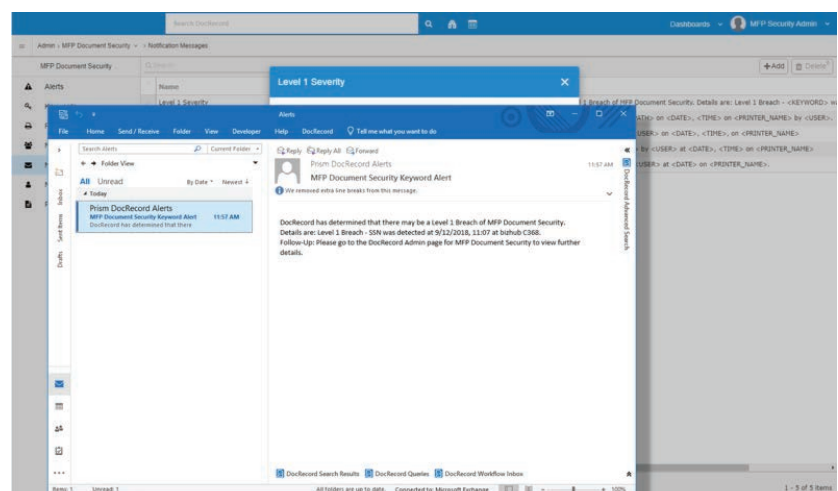 Search DocRecord
Dashboards
MFP Security Admin
Admin › MFP Document Security › Notification Messages
MFP Document Security
+Add
Delete
Alerts
Name
Level 1 Severity
Level 1 Severity
1 Breach of MFP Document Security. Details are: Level 1 Breach - <KEYWORD> wa
<TIME> on <PRINTER_NAME> by <USER>.
<USER> on <DATE>, <TIME>, on <PRINTER_NAME>
by <USER> at <DATE>, <TIME> on <PRINTER_NAME>
<USER> at <DATE> on <PRINTER_NAME>.
Alerts
File
Home
Send / Receive
Folder
View
Developer
Help
DocRecord
Tell me what you want to do
Search Alerts
Current Folder
Folder View
All Unread
By Date
Newest ↓
Today
Prism DocRecord Alerts
MFP Document Security Keyword Alert 11:57 AM
DocRecord has determined that there
Inbox
Sent Items
Drafts
Reply
Reply All
Forward
Prism DocRecord Alerts
11:57 AM
MFP Document Security Keyword Alert
We removed extra line breaks from this message.
DocRecord has determined that there may be a Level 1 Breach of MFP Document Security.
Details are: Level 1 Breach - SSN was detected at 9/12/2018, 11:07 at bizhub C368.
Follow-Up: Please go to the DocRecord Admin page for MFP Document Security to view further
details.
DocRecord Advanced Search
DocRecord Search Results
DocRecord Queries
DocRecord Workflow Inbox
Items: 1
Unread: 1
All folders are up to date.
Connected to: Microsoft Exchange
100%
1 - 5 of 5 items